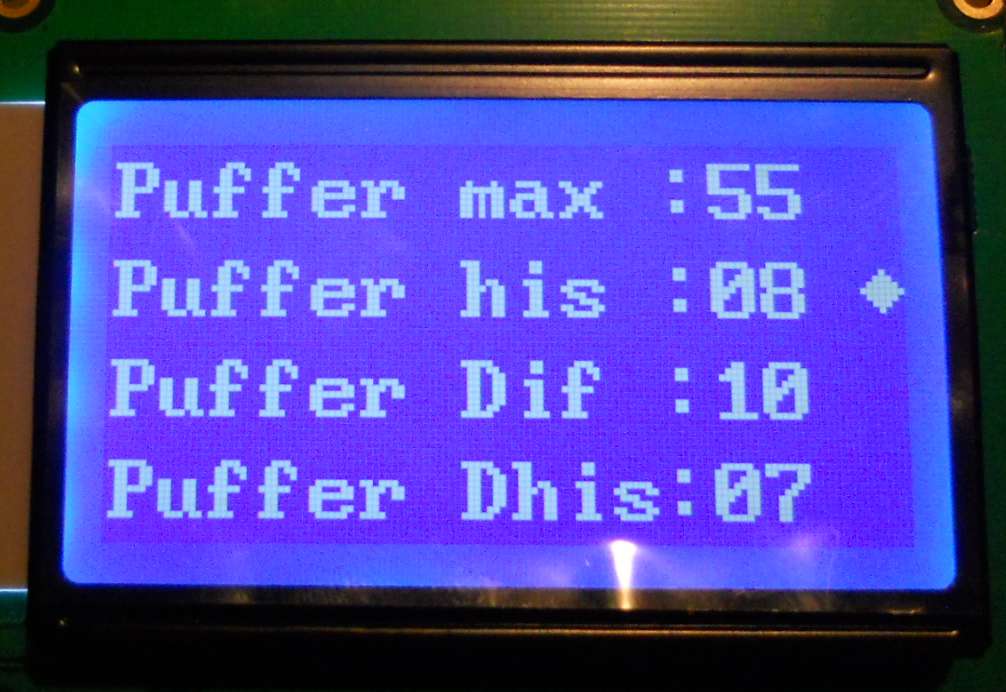 Puffer max :55
Puffer his :08 ◆
Puffer Dif :10
Puffer Dhis:07